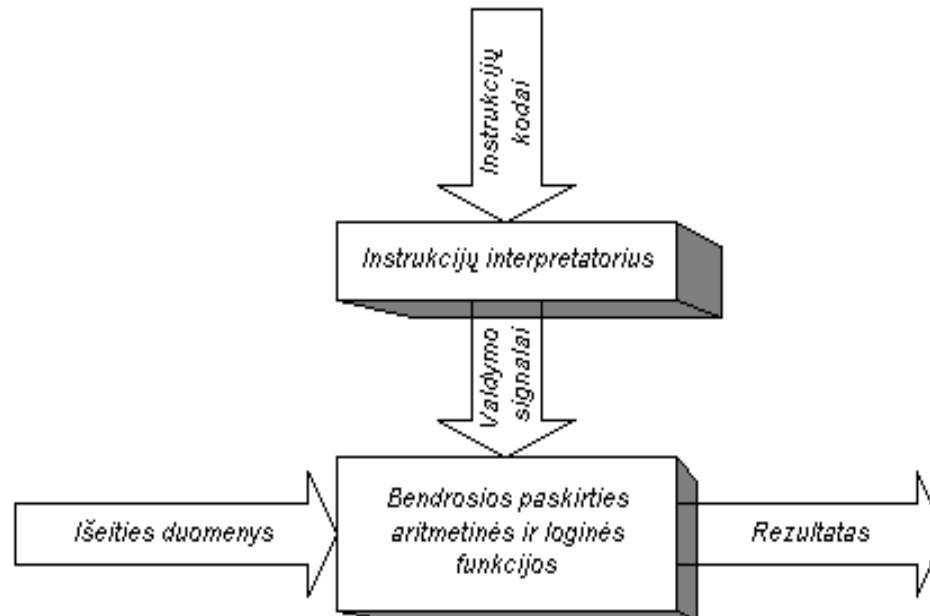 Instrukcijų
kodai
Instrukcijų interpretatorius
Valdymo
signalai
Išeities duomenys
Bendrosios paskirties
aritmetinės ir loginės
funkcijos
Rezultatas